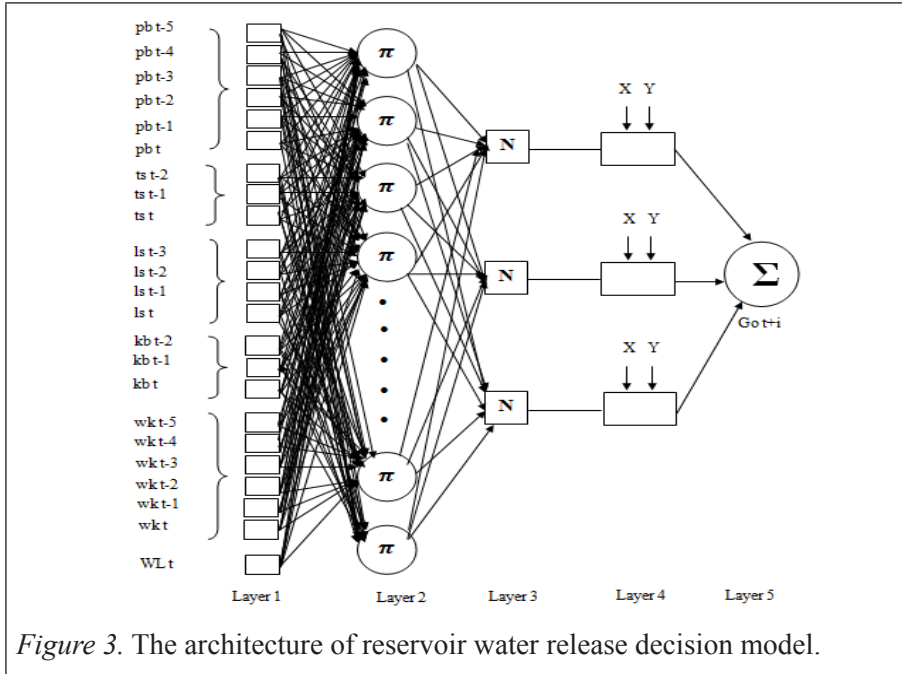 pb t-5
pb t-4
pb t-3
pb t-2
pb t-1
pb t
ts t-2
ts t-1
ts t
ls t-3
ls t-2
ls t-1
ls t
kb t-2
kb t-1
kb t
wk t-5
wk t-4
wk t-3
wk t-2
wk t-1
wk t
WL t
π
π
π
π
π
π
N
N
N
X Y
X Y
X Y
Σ
Go t+i
Layer 1 Layer 2 Layer 3 Layer 4 Layer 5
Figure 3. The architecture of reservoir water release decision model.